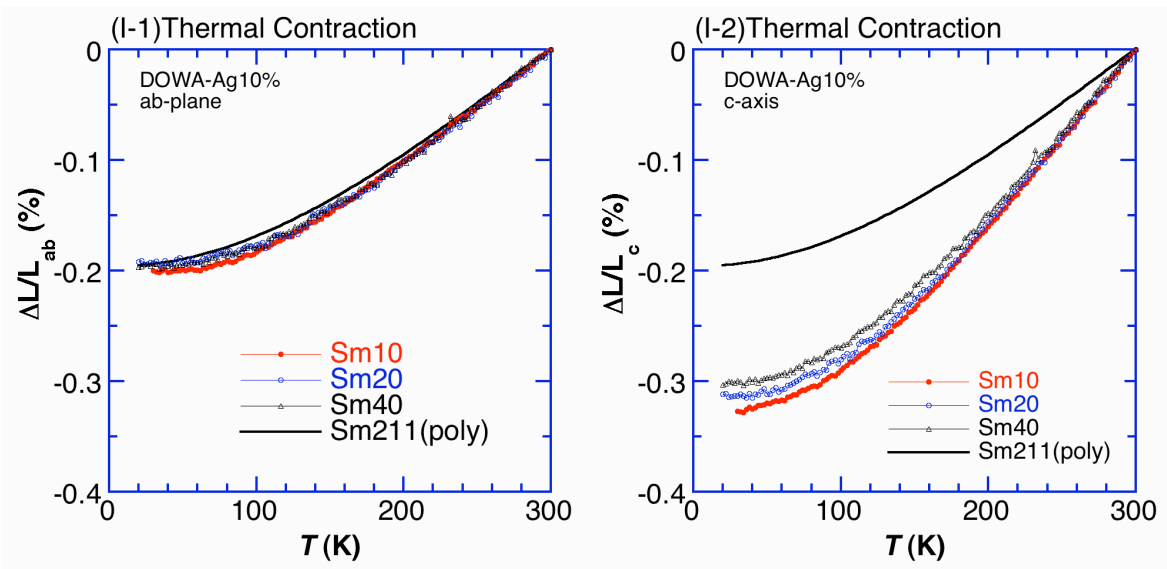 (I-1)Thermal Contraction
0
-0.1
-0.2
-0.3
-0.4
DOWA-Ag10%
ab-plane
ΔL/Lab (%)
Sm10
Sm20
Sm40
Sm211(poly)
0 100 200 300
T (K)
(I-2)Thermal Contraction
0
-0.1
-0.2
-0.3
-0.4
DOWA-Ag10%
c-axis
ΔL/Lc (%)
Sm10
Sm20
Sm40
Sm211(poly)
0 100 200 300
T (K)